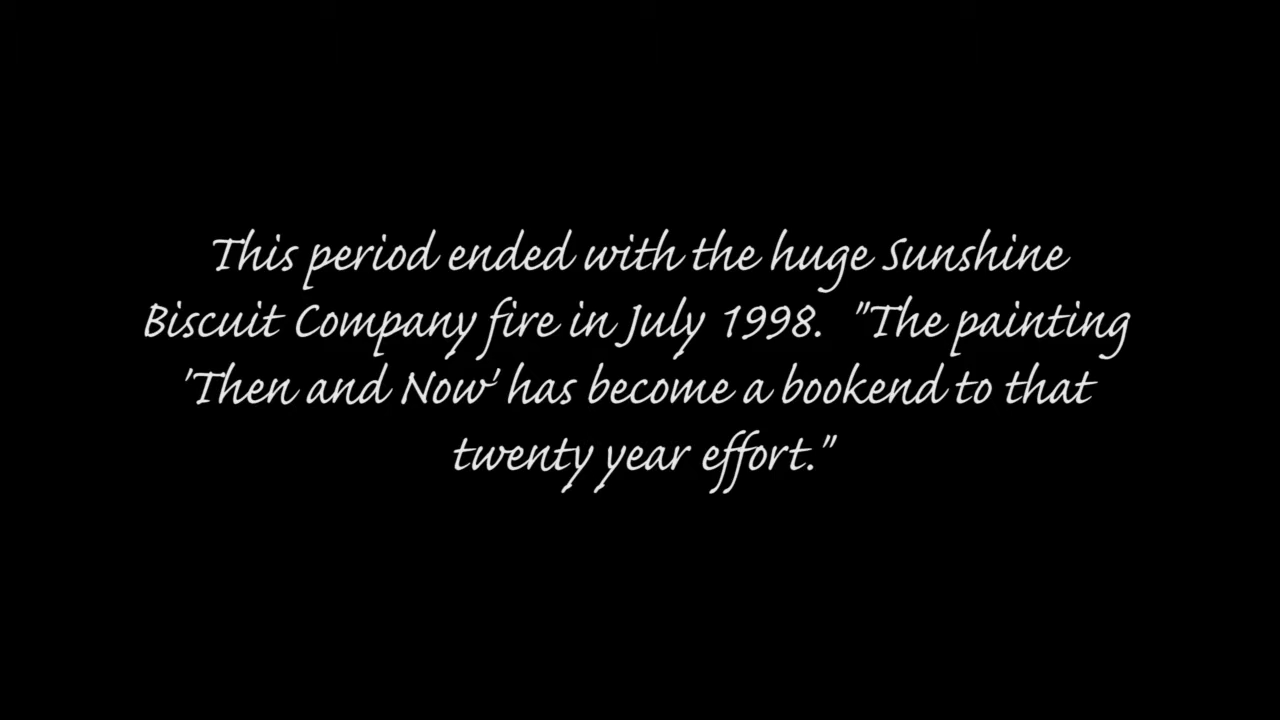 This period ended with the huge Sunshine
Biscuit Company fire in July 1998.  "The painting
'Then and Now' has become a bookend to that
twenty year effort."